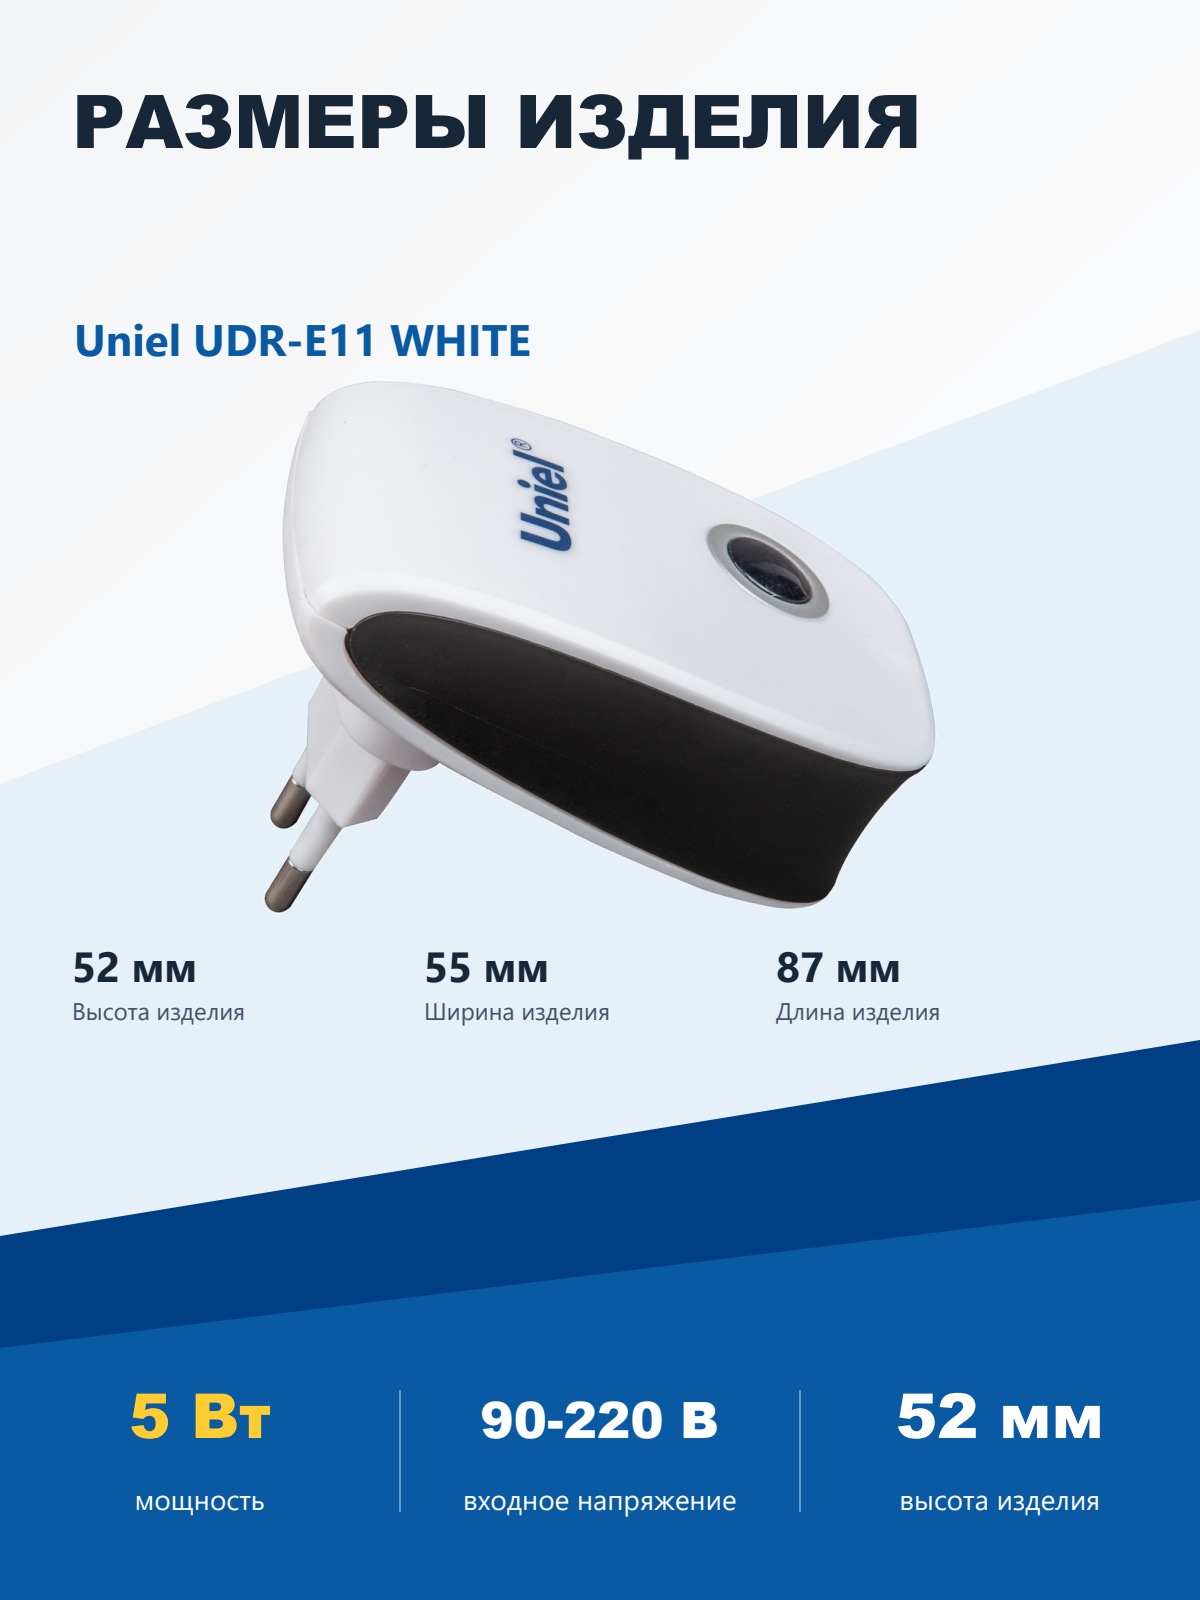 РАЗМЕРЫ ИЗДЕЛИЯ
Uniel UDR-E11 WHITE
Uniel®
52 мм
55 мм
87 мм
Высота изделия
Ширина изделия
Длина изделия
5 Вт
90-220 В
52 мм
мощность
входное напряжение
высота изделия